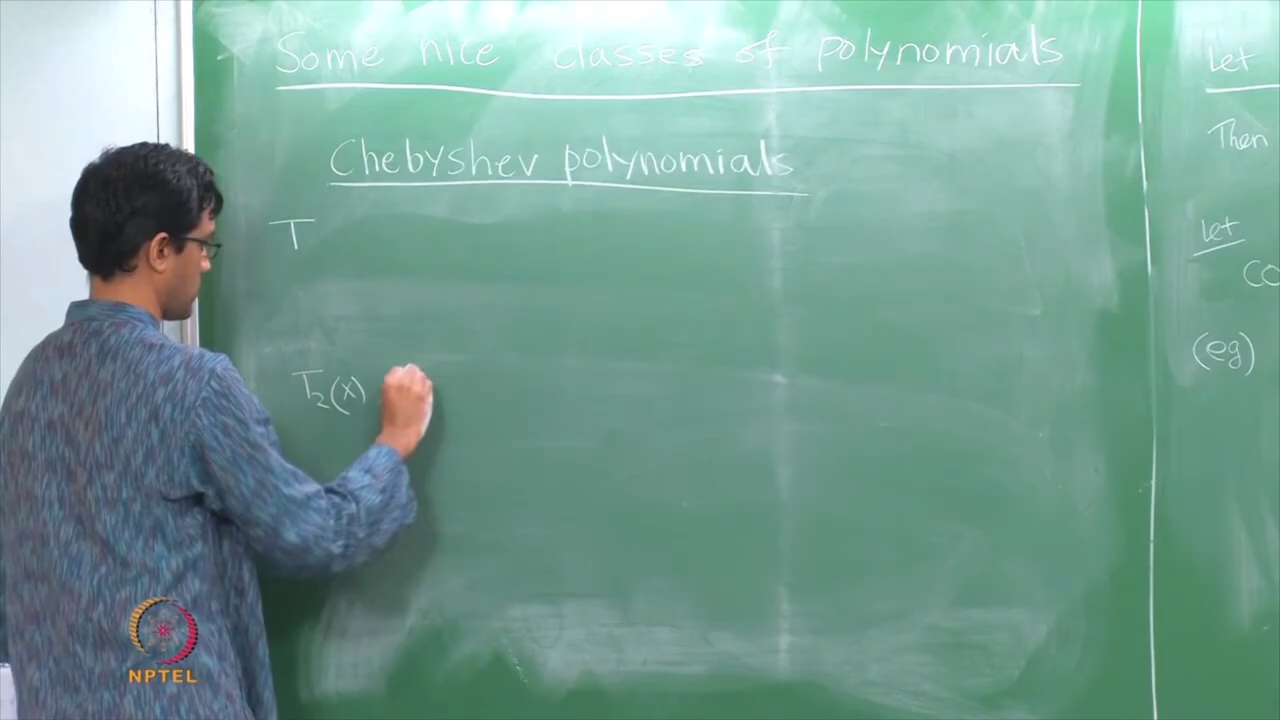 Some nice classes of polynomials
Chebyshev polynomials
T
T₂(x)
Let
Then
Let
CO
(eg)
NPTEL